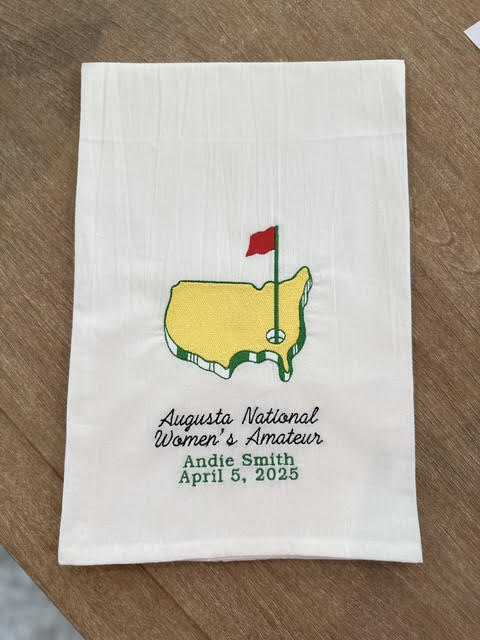 Augusta National
Women's Amateur
Andie Smith
April 5, 2025